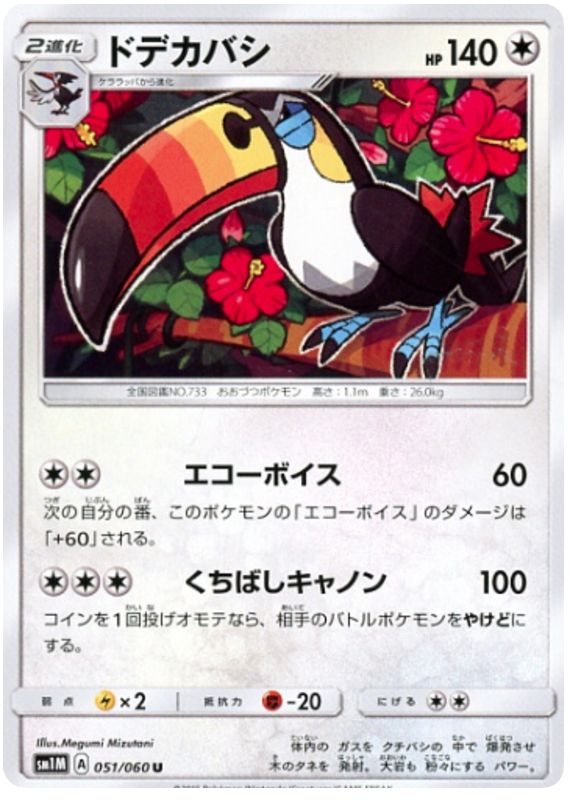 2進化 ドデカバシ HP 140
ケララッパから進化
全国図鑑NO.733 おおづつポケモン 高さ:1.1m 重さ:26.0kg
エコーボイス 60
次の自分の番、このポケモンの「エコーボイス」のダメージは
「+60」される。
くちばしキャノン 100
コインを1回投げオモテなら、相手のバトルポケモンをやけどに
する。
弱点 ×2 抵抗力 -20 にげる
Illus.Megumi Mizutani
sm1M A 051/060 U
体内の ガスを クチバシの 中で 爆発させ
木のタネを 発射。大岩も 粉々にする パワー。